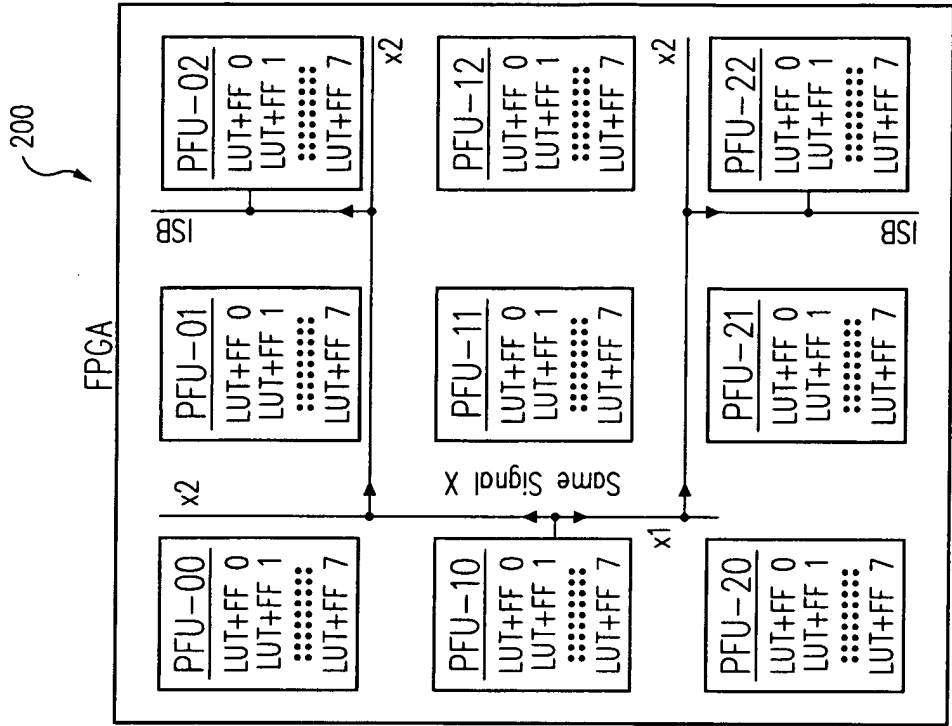 200
FPGA
PFU-00
LUT+FF 0
LUT+FF 1
LUT+FF 7
PFU-01
LUT+FF 0
LUT+FF 1
LUT+FF 7
PFU-02
LUT+FF 0
LUT+FF 1
LUT+FF 7
x2
ISB
x2
PFU-10
LUT+FF 0
LUT+FF 1
LUT+FF 7
Same Signal X
PFU-11
LUT+FF 0
LUT+FF 1
LUT+FF 7
PFU-12
LUT+FF 0
LUT+FF 1
LUT+FF 7
x1
x2
PFU-20
LUT+FF 0
LUT+FF 1
LUT+FF 7
PFU-21
LUT+FF 0
LUT+FF 1
LUT+FF 7
ISB
PFU-22
LUT+FF 0
LUT+FF 1
LUT+FF 7